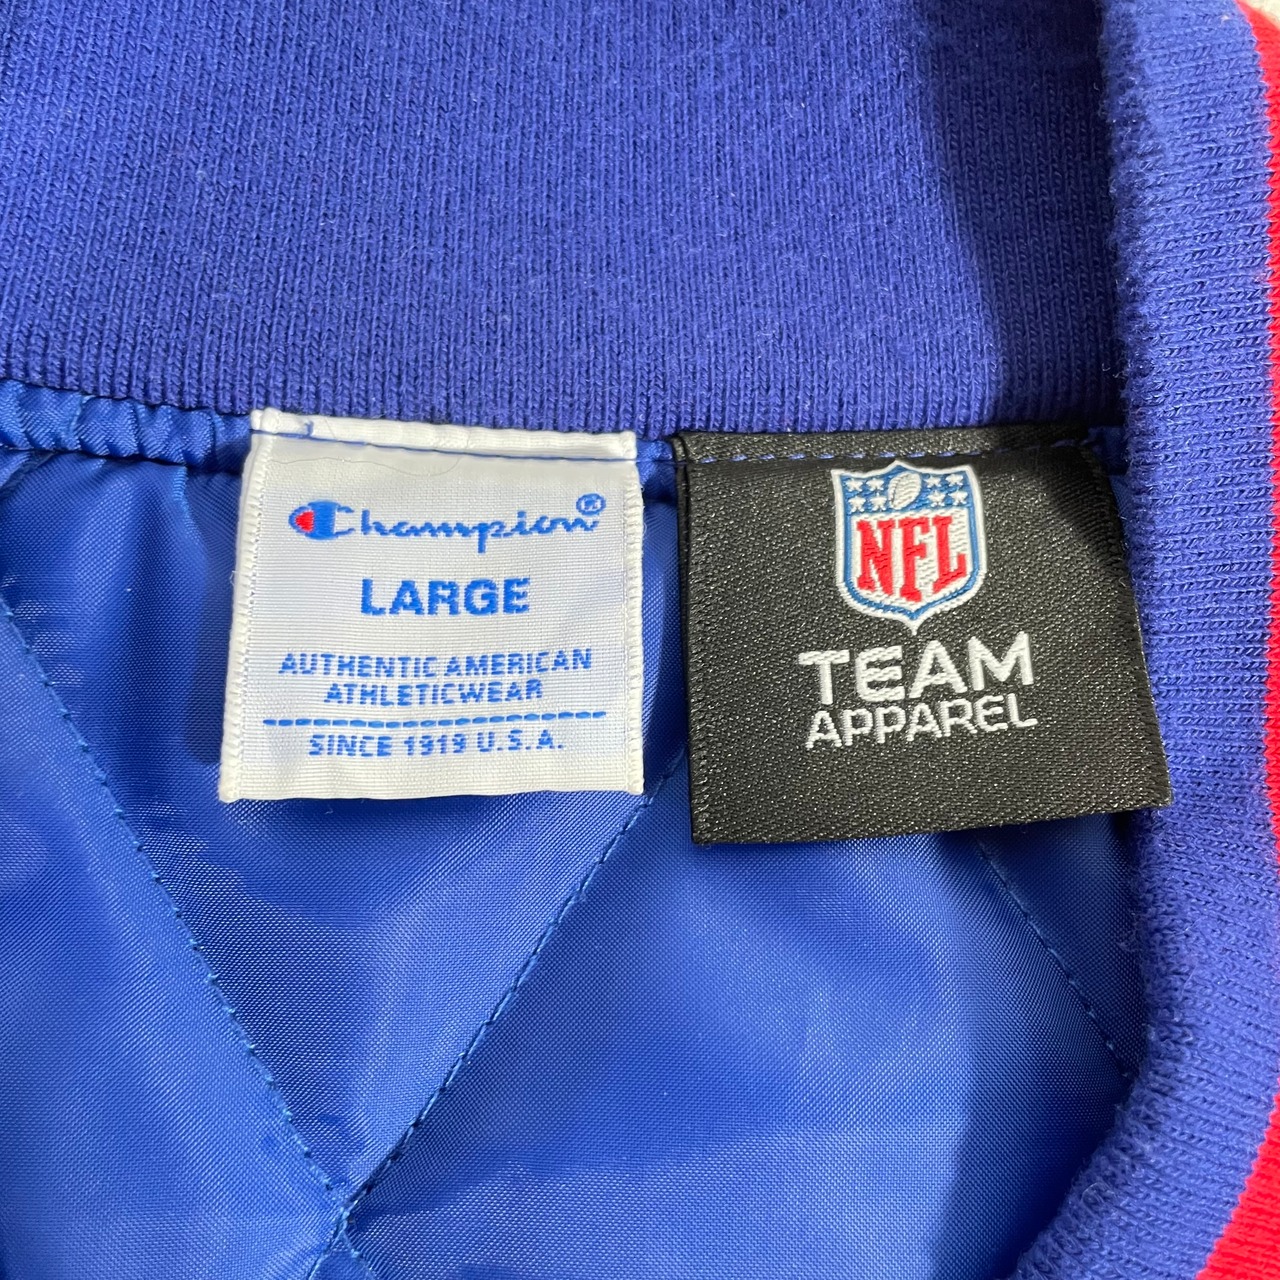 Champion®
LARGE
AUTHENTIC AMERICAN
ATHLETICWEAR
SINCE 1919 U.S.A.
NFL
TEAM
APPAREL